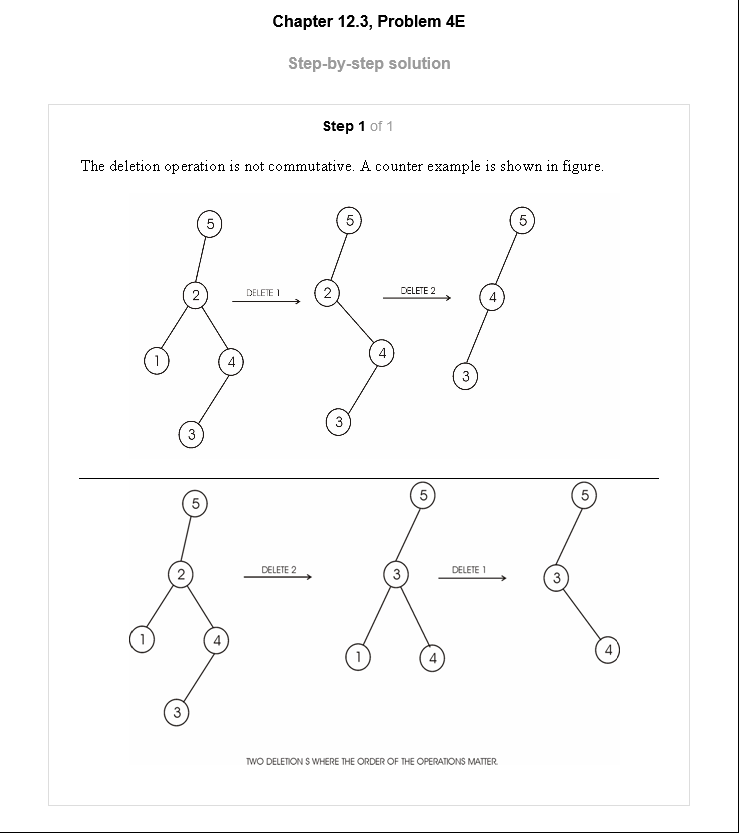 Chapter 12.3, Problem 4E
Step-by-step solution
Step 1 of 1
The deletion operation is not commutative. A counter example is shown in figure.
5 5 5
2 DELETE 1 2 DELETE 2 4
1 4 4 3
3 3
5 5 5
2 DELETE 2 3 DELETE 1 3
1 4 1 4 4
3
TWO DELETION S WHERE THE ORDER OF THE OPERATIONS MATTER.